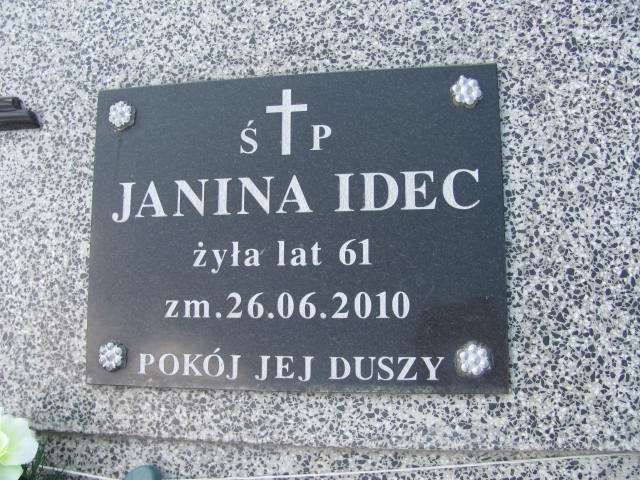 Ś P
JANINA IDEC
żyła lat 61
zm.26.06.2010
POKÓJ JEJ DUSZY